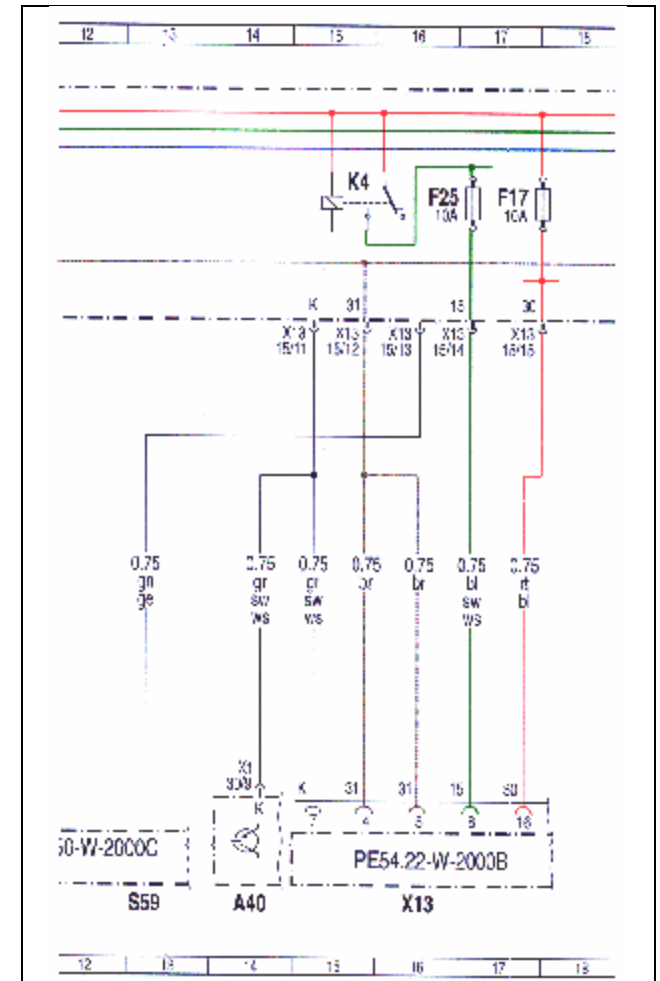 12 13 14 15 16 17 18
K4
F25 F17
10A 10A
K 31 15 30
X13 X13 X13 X13 X13
15/11 15/12 15/13 15/14 15/15
0.75 0.75 0.75 0.75 0.75 0.75 0.75
gn gr gr br br bl rt
ge sw sw sw bl
ws ws ws
X1
K K 31 31 15
7 4 5 8 16
50-W-2000C
PE54.22-W-2000B
S59 A40 X13
12 13 14 15 16 17 18